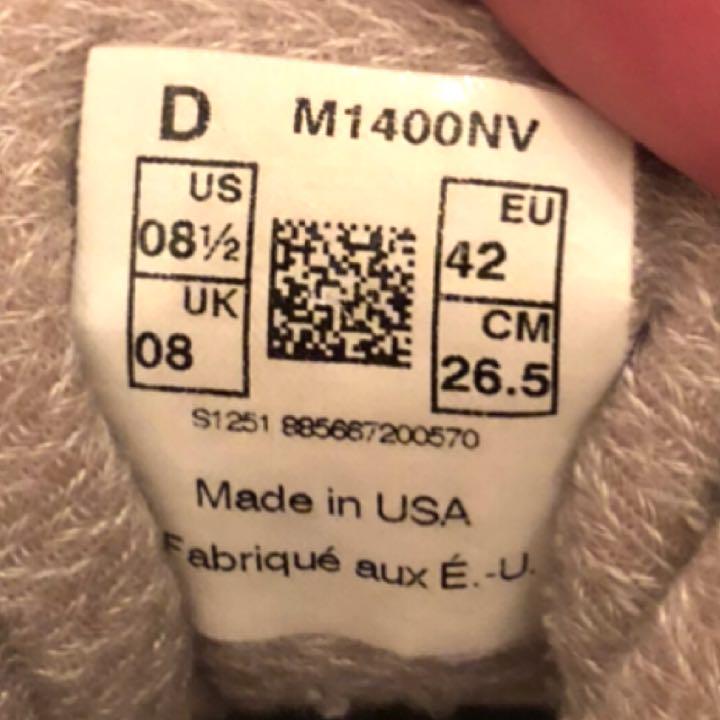 D M1400NV
US
08½
UK
08
EU
42
CM
26.5
S1251 885667200570
Made in USA
Fabriqué aux É.-U.